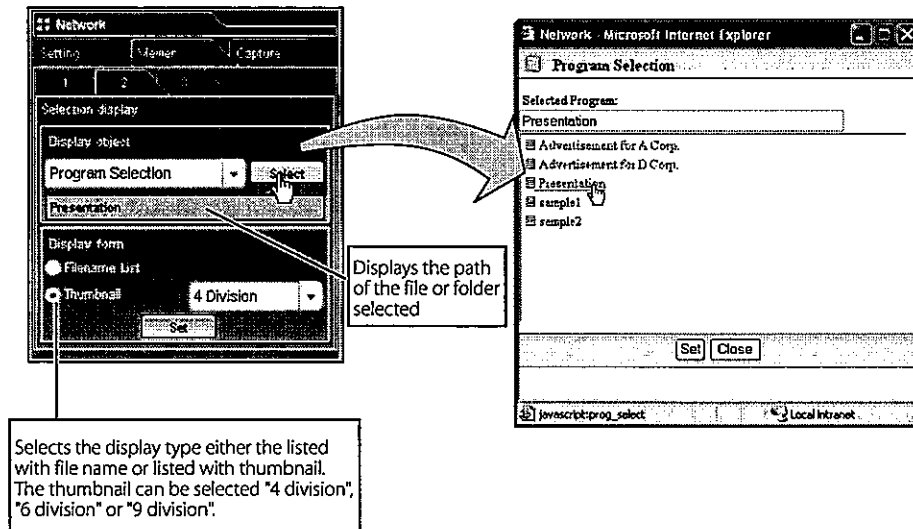 Network
Setting Viewer Capture
1 2 3
Selection display
Display object
Program Selection Select
Presentation
Display form
Filename List
Thumbnail 4 Division
Set
Displays the path
of the file or folder
selected
Selects the display type either the listed
with file name or listed with thumbnail.
The thumbnail can be selected "4 division",
"6 division" or "9 division".
Network - Microsoft Internet Explorer
Program Selection
Selected Program:
Presentation
Advertisement for A Corp.
Advertisement for D Corp.
Presentation
sample1
sample2
Set Close
javascript:prog_select Local intranet